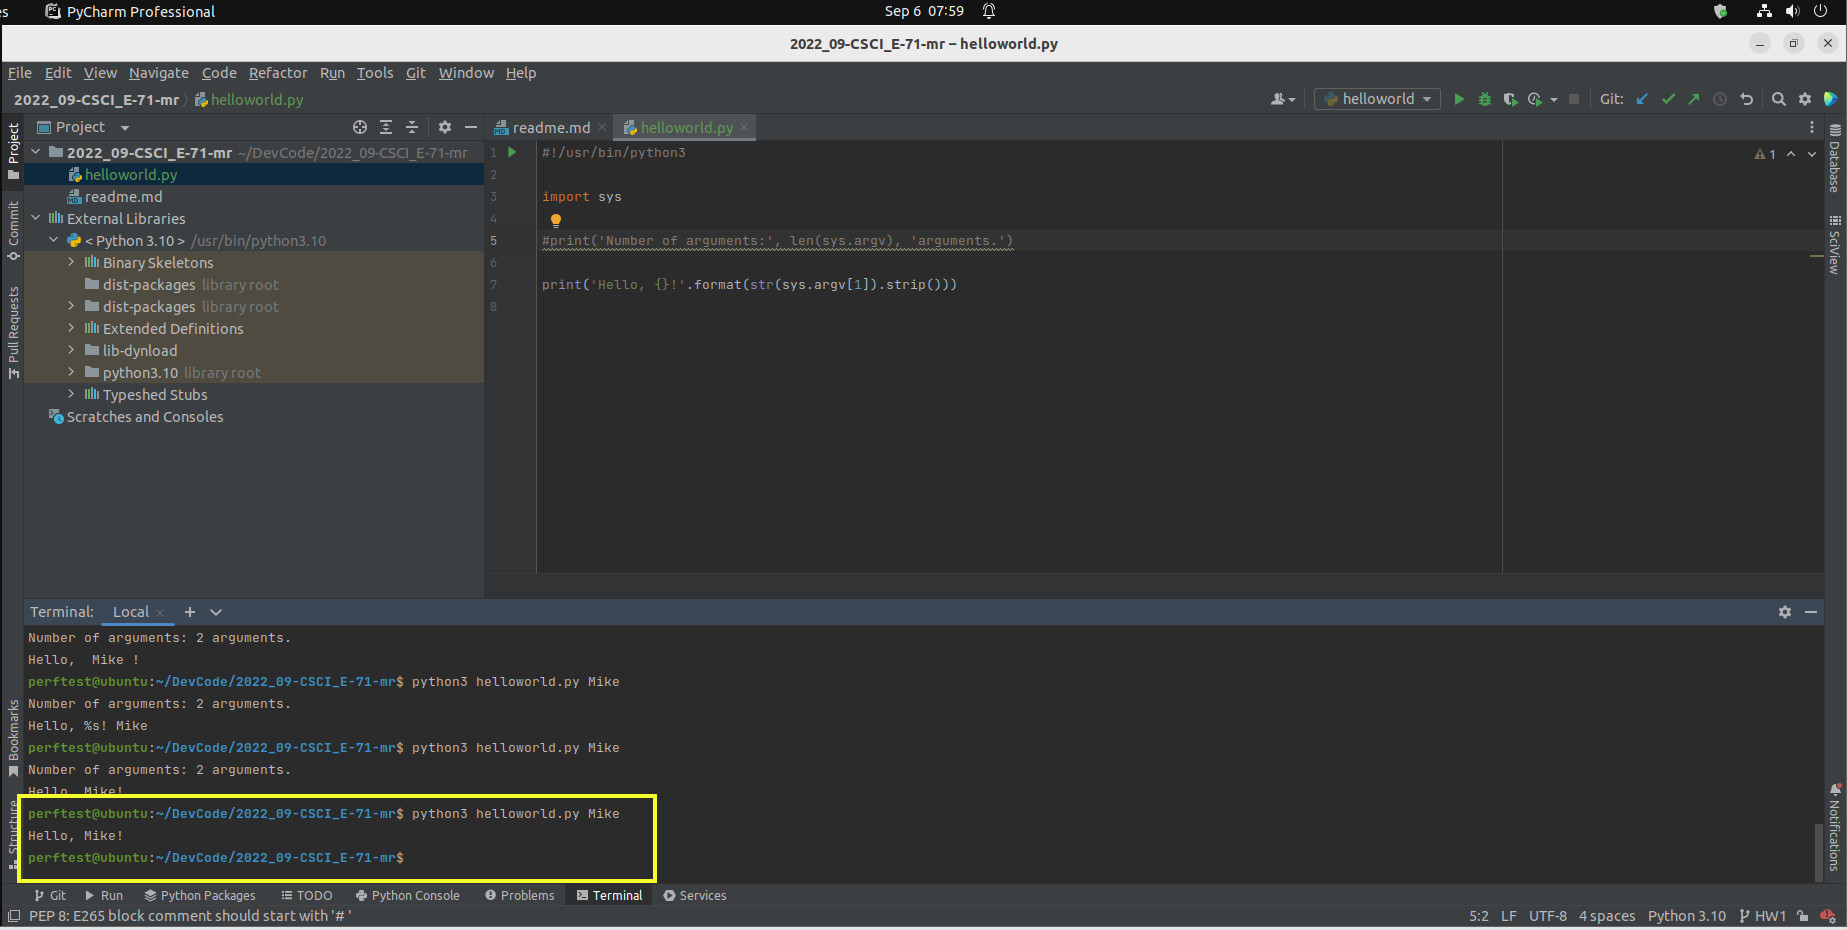 es PyCharm Professional Sep 6 07:59
2022_09-CSCI_E-71-mr – helloworld.py
File Edit View Navigate Code Refactor Run Tools Git Window Help
2022_09-CSCI_E-71-mr helloworld.py helloworld Git:
Project
readme.md helloworld.py
2022_09-CSCI_E-71-mr ~/DevCode/2022_09-CSCI_E-71-mr
helloworld.py
readme.md
External Libraries
< Python 3.10 > /usr/bin/python3.10
Binary Skeletons
dist-packages library root
dist-packages library root
Extended Definitions
lib-dynload
python3.10 library root
Typeshed Stubs
Scratches and Consoles
1 #!/usr/bin/python3
2
3 import sys
4
5 #print('Number of arguments:', len(sys.argv), 'arguments.')
6
7 print('Hello, {}!'.format(str(sys.argv[1]).strip()))
8
1
Project
Commit
Pull Requests
Bookmarks
Structure
Database
SciView
Notifications
Terminal: Local
Number of arguments: 2 arguments.
Hello,  Mike !
perftest@ubuntu:~/DevCode/2022_09-CSCI_E-71-mr$ python3 helloworld.py Mike
Number of arguments: 2 arguments.
Hello, %s! Mike
perftest@ubuntu:~/DevCode/2022_09-CSCI_E-71-mr$ python3 helloworld.py Mike
Number of arguments: 2 arguments.
Hello, Mike!
perftest@ubuntu:~/DevCode/2022_09-CSCI_E-71-mr$ python3 helloworld.py Mike
Hello, Mike!
perftest@ubuntu:~/DevCode/2022_09-CSCI_E-71-mr$
Git Run Python Packages TODO Python Console Problems Terminal Services
PEP 8: E265 block comment should start with '# ' 5:2 LF UTF-8 4 spaces Python 3.10 HW1